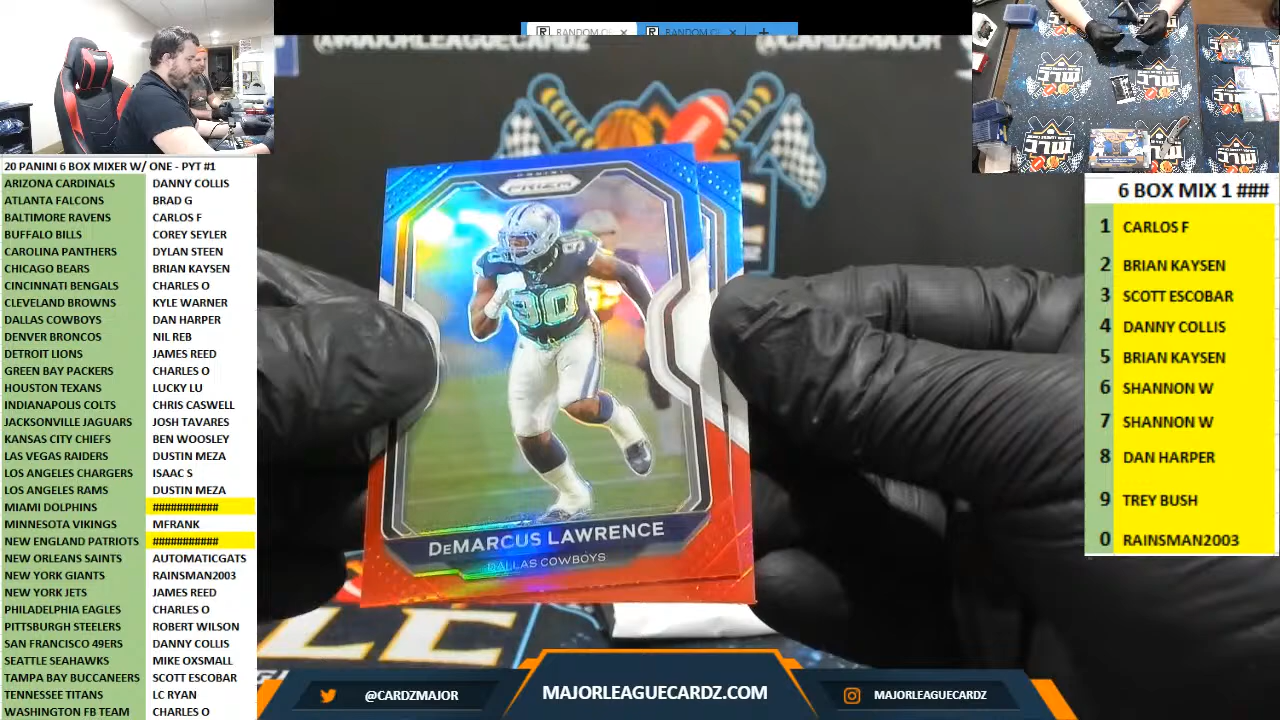 RANDOM
RANDOM
@MAJORLEAGUECARDZ
@CARDZMAJOR
20 PANINI 6 BOX MIXER W/ ONE - PYT #1
ARIZONA CARDINALS DANNY COLLIS
ATLANTA FALCONS BRAD G
BALTIMORE RAVENS CARLOS F
BUFFALO BILLS COREY SEYLER
CAROLINA PANTHERS DYLAN STEEN
CHICAGO BEARS BRIAN KAYSEN
CINCINNATI BENGALS CHARLES O
CLEVELAND BROWNS KYLE WARNER
DALLAS COWBOYS DAN HARPER
DENVER BRONCOS NIL REB
DETROIT LIONS JAMES REED
GREEN BAY PACKERS CHARLES O
HOUSTON TEXANS LUCKY LU
INDIANAPOLIS COLTS CHRIS CASWELL
JACKSONVILLE JAGUARS JOSH TAVARES
KANSAS CITY CHIEFS BEN WOOSLEY
LAS VEGAS RAIDERS DUSTIN MEZA
LOS ANGELES CHARGERS ISAAC S
LOS ANGELES RAMS DUSTIN MEZA
MIAMI DOLPHINS ###########
MINNESOTA VIKINGS MFRANK
NEW ENGLAND PATRIOTS ###########
NEW ORLEANS SAINTS AUTOMATICGATS
NEW YORK GIANTS RAINSMAN2003
NEW YORK JETS JAMES REED
PHILADELPHIA EAGLES CHARLES O
PITTSBURGH STEELERS ROBERT WILSON
SAN FRANCISCO 49ERS DANNY COLLIS
SEATTLE SEAHAWKS MIKE OXSMALL
TAMPA BAY BUCCANEERS SCOTT ESCOBAR
TENNESSEE TITANS LC RYAN
WASHINGTON FB TEAM CHARLES O
PANINI
PRIZM
90
DEMARCUS LAWRENCE
DALLAS COWBOYS
6 BOX MIX 1 ###
1 CARLOS F
2 BRIAN KAYSEN
3 SCOTT ESCOBAR
4 DANNY COLLIS
5 BRIAN KAYSEN
6 SHANNON W
7 SHANNON W
8 DAN HARPER
9 TREY BUSH
0 RAINSMAN2003
@CARDZMAJOR
MAJORLEAGUECARDZ.COM
MAJORLEAGUECARDZ